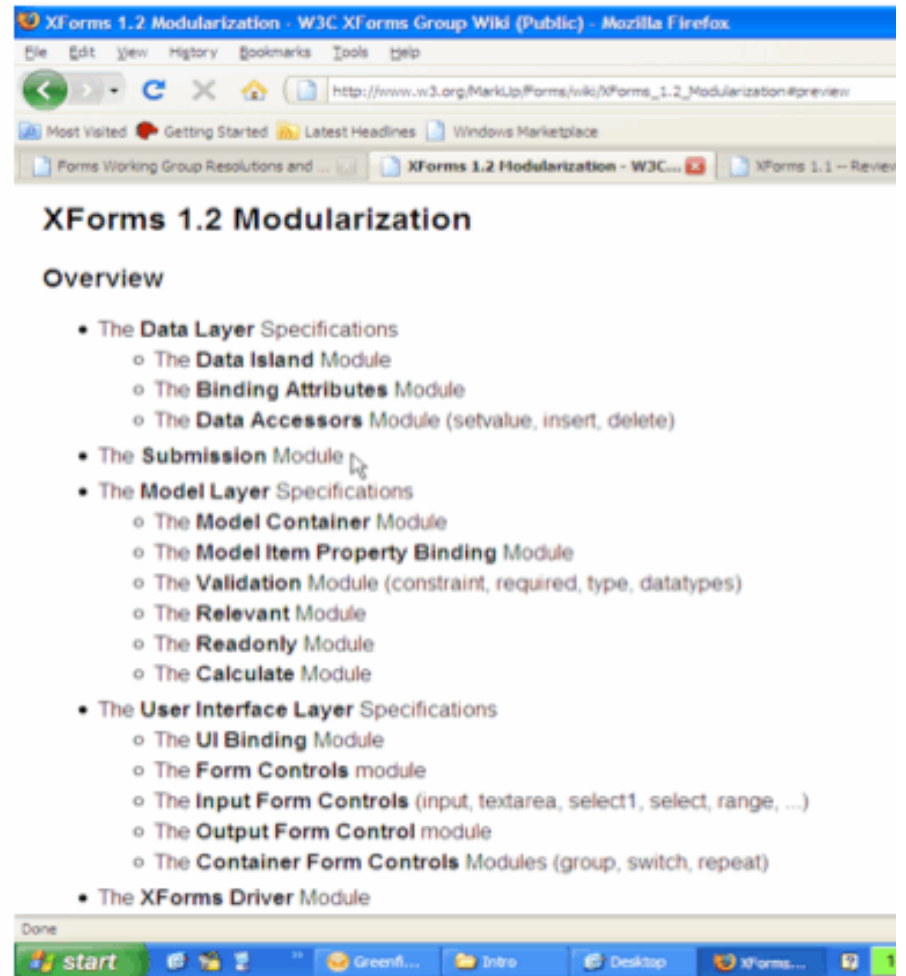 XForms 1.2 Modularization - W3C XForms Group Wiki (Public) - Mozilla Firefox
File Edit View History Bookmarks Tools Help
http://www.w3.org/MarkUp/Forms/wiki/XForms_1.2_Modularization#preview
Most Visited Getting Started Latest Headlines Windows Marketplace
Forms Working Group Resolutions and ... XForms 1.2 Modularization - W3C... XForms 1.1 -- Review
XForms 1.2 Modularization
Overview
• The Data Layer Specifications
o The Data Island Module
o The Binding Attributes Module
o The Data Accessors Module (setvalue, insert, delete)
• The Submission Module
• The Model Layer Specifications
o The Model Container Module
o The Model Item Property Binding Module
o The Validation Module (constraint, required, type, datatypes)
o The Relevant Module
o The Readonly Module
o The Calculate Module
• The User Interface Layer Specifications
o The UI Binding Module
o The Form Controls module
o The Input Form Controls (input, textarea, select1, select, range, ...)
o The Output Form Control module
o The Container Form Controls Modules (group, switch, repeat)
• The XForms Driver Module
Done
start » Greenfi... Intro Desktop XForms... 1